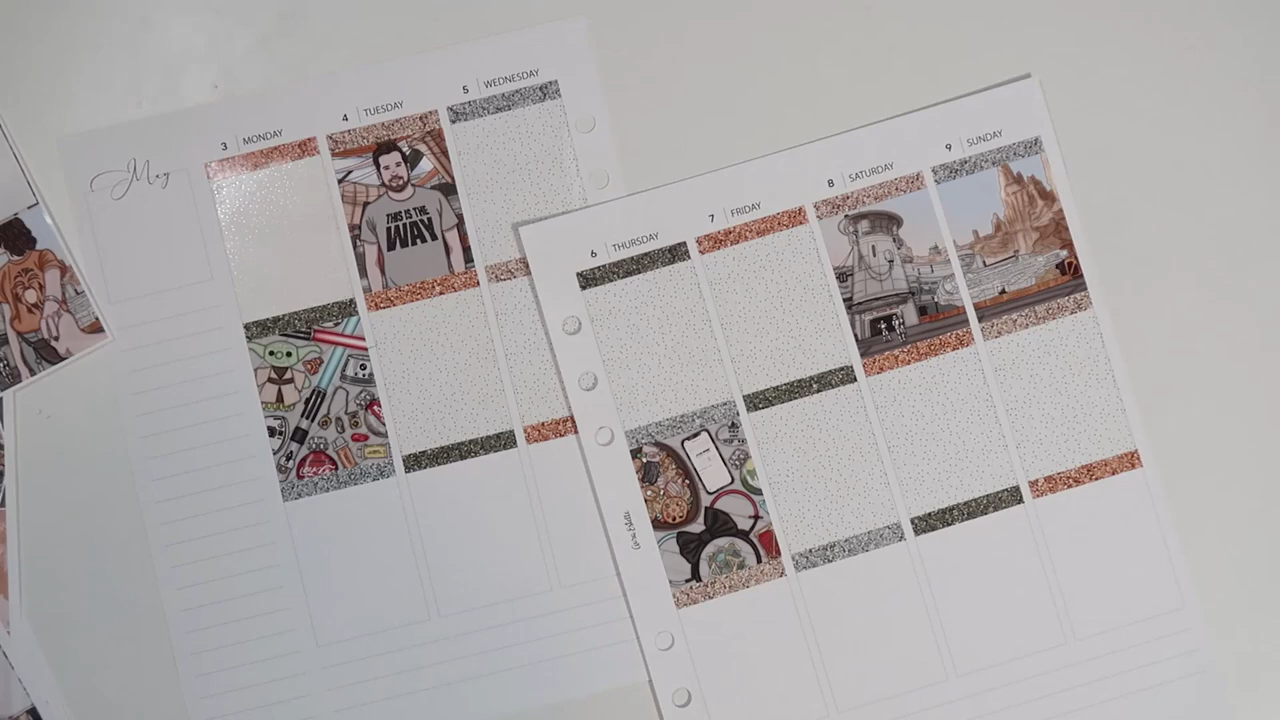 May
3 MONDAY
4 TUESDAY
5 WEDNESDAY
THIS IS THE
WAY
6 THURSDAY
7 FRIDAY
8 SATURDAY
9 SUNDAY